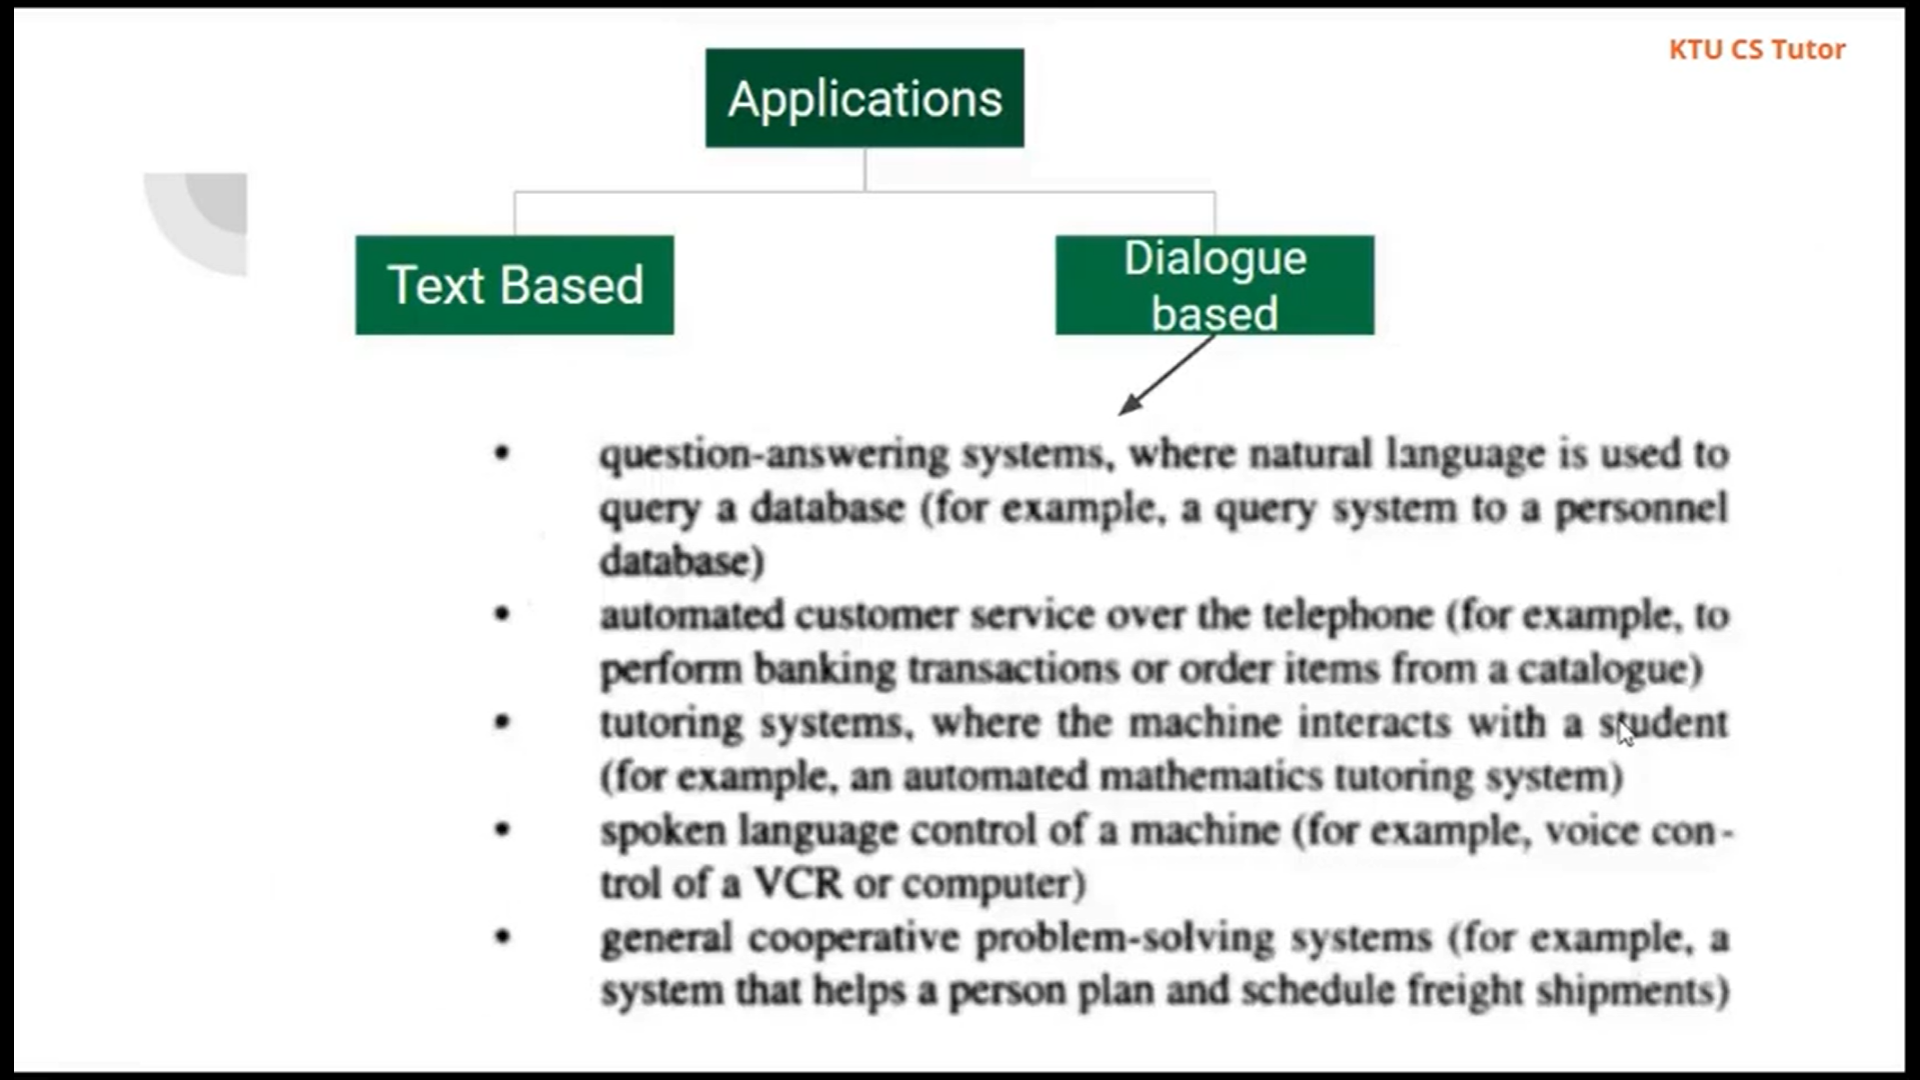 KTU CS Tutor
Applications
Text Based
Dialogue
based
• question-answering systems, where natural language is used to
query a database (for example, a query system to a personnel
database)
• automated customer service over the telephone (for example, to
perform banking transactions or order items from a catalogue)
• tutoring systems, where the machine interacts with a student
(for example, an automated mathematics tutoring system)
• spoken language control of a machine (for example, voice con-
trol of a VCR or computer)
• general cooperative problem-solving systems (for example, a
system that helps a person plan and schedule freight shipments)